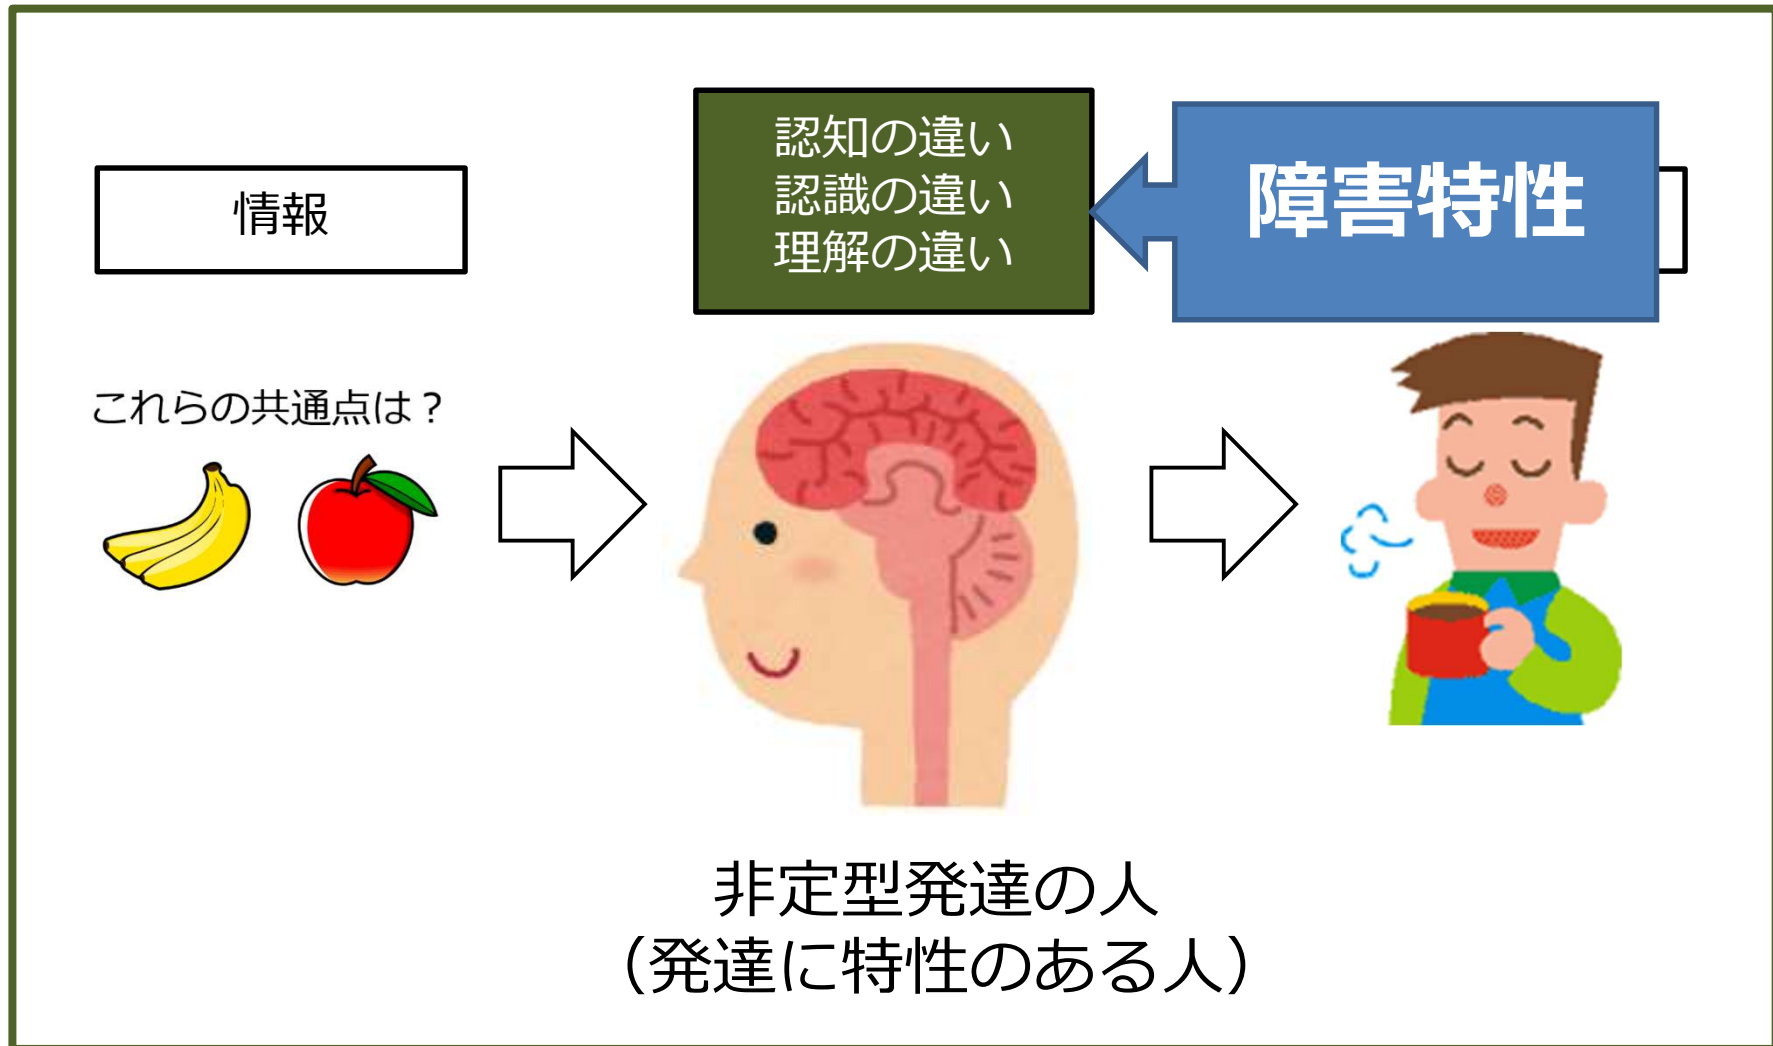 情報
認知の違い
認識の違い
理解の違い
障害特性
これらの共通点は？
非定型発達の人
（発達に特性のある人）